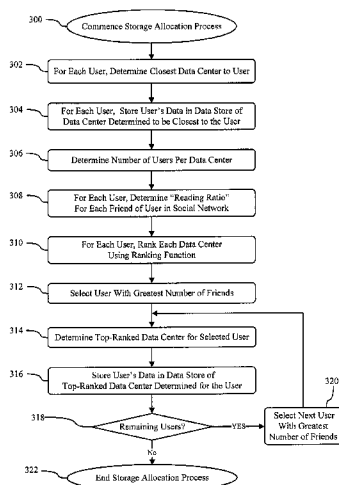 300
Commence Storage Allocation Process
302
For Each User, Determine Closest Data Center to User
304
For Each User, Store User's Data in Data Store of
Data Center Determined to be Closest to the User
306
Determine Number of Users Per Data Center
308
For Each User, Determine "Reading Ratio"
For Each Friend of User in Social Network
310
For Each User, Rank Each Data Center
Using Ranking Function
312
Select User With Greatest Number of Friends
314
Determine Top-Ranked Data Center for Selected User
316
Store User's Data in Data Store of
Top-Ranked Data Center Determined for the User
318
Remaining Users?
YES
320
Select Next User
With Greatest
Number of Friends
No
322
End Storage Allocation Process